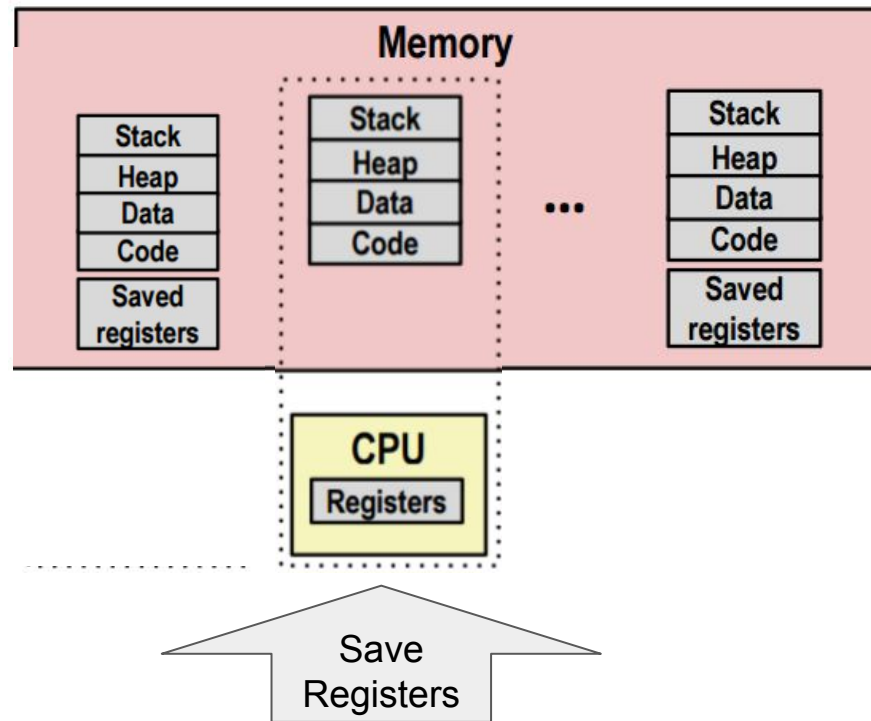 Memory
Stack
Heap
Data
Code
Saved
registers
Stack
Heap
Data
Code
...
Stack
Heap
Data
Code
Saved
registers
CPU
Registers
Save
Registers